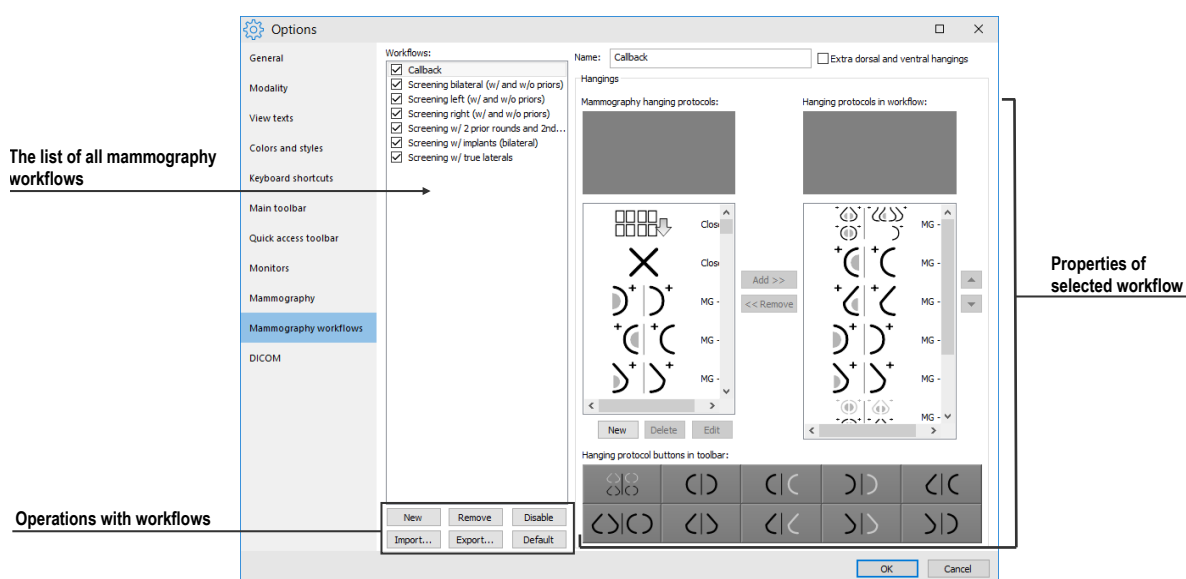 Options
General
Modality
View texts
Colors and styles
Keyboard shortcuts
Main toolbar
Quick access toolbar
Monitors
Mammography
Mammography workflows
DICOM
Workflows:
Callback
Screening bilateral (w/ and w/o priors)
Screening left (w/ and w/o priors)
Screening right (w/ and w/o priors)
Screening w/ 2 prior rounds and 2nd...
Screening w/ implants (bilateral)
Screening w/ true laterals
New Remove Disable
Import... Export... Default
Name: Callback Extra dorsal and ventral hangings
Hangings
Mammography hanging protocols:
Clos
Clos
MG -
MG -
MG -
New Delete Edit
Add >>
<< Remove
Hanging protocols in workflow:
MG -
MG -
MG -
MG -
MG -
MG -
Hanging protocol buttons in toolbar:
OK Cancel
The list of all mammography
workflows
Operations with workflows
Properties of
selected workflow